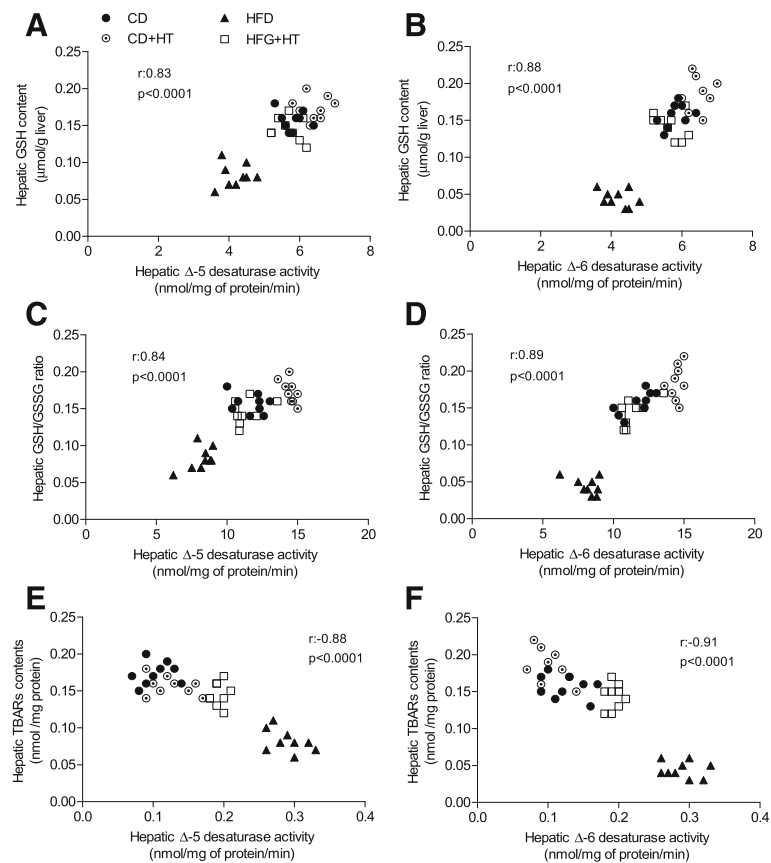 A
CD
HFD
CD+HT
HFG+HT
r:0.83
p<0.0001
0.25
0.20
0.15
0.10
0.05
0.00
0
2
4
6
8
Hepatic GSH content
(µmol/g liver)
Hepatic Δ-5 desaturase activity
(nmol/mg of protein/min)
B
r:0.88
p<0.0001
0.25
0.20
0.15
0.10
0.05
0.00
0
2
4
6
8
Hepatic GSH content
(µmol/g liver)
Hepatic Δ-6 desaturase activity
(nmol/mg of protein/min)
C
r:0.84
p<0.0001
0.25
0.20
0.15
0.10
0.05
0.00
0
5
10
15
20
Hepatic GSH/GSSG ratio
Hepatic Δ-5 desaturase activity
(nmol/mg of protein/min)
D
r:0.89
p<0.0001
0.25
0.20
0.15
0.10
0.05
0.00
0
5
10
15
20
Hepatic GSH/GSSG ratio
Hepatic Δ-6 desaturase activity
(nmol/mg of protein/min)
E
r:-0.88
p<0.0001
0.25
0.20
0.15
0.10
0.05
0.00
0.0
0.1
0.2
0.3
0.4
Hepatic TBARs contents
(nmol /mg protein)
Hepatic Δ-5 desaturase activity
(nmol/mg of protein/min)
F
r:-0.91
p<0.0001
0.25
0.20
0.15
0.10
0.05
0.00
0.0
0.1
0.2
0.3
0.4
Hepatic TBARs contents
(nmol /mg protein)
Hepatic Δ-6 desaturase activity
(nmol/mg of protein/min)